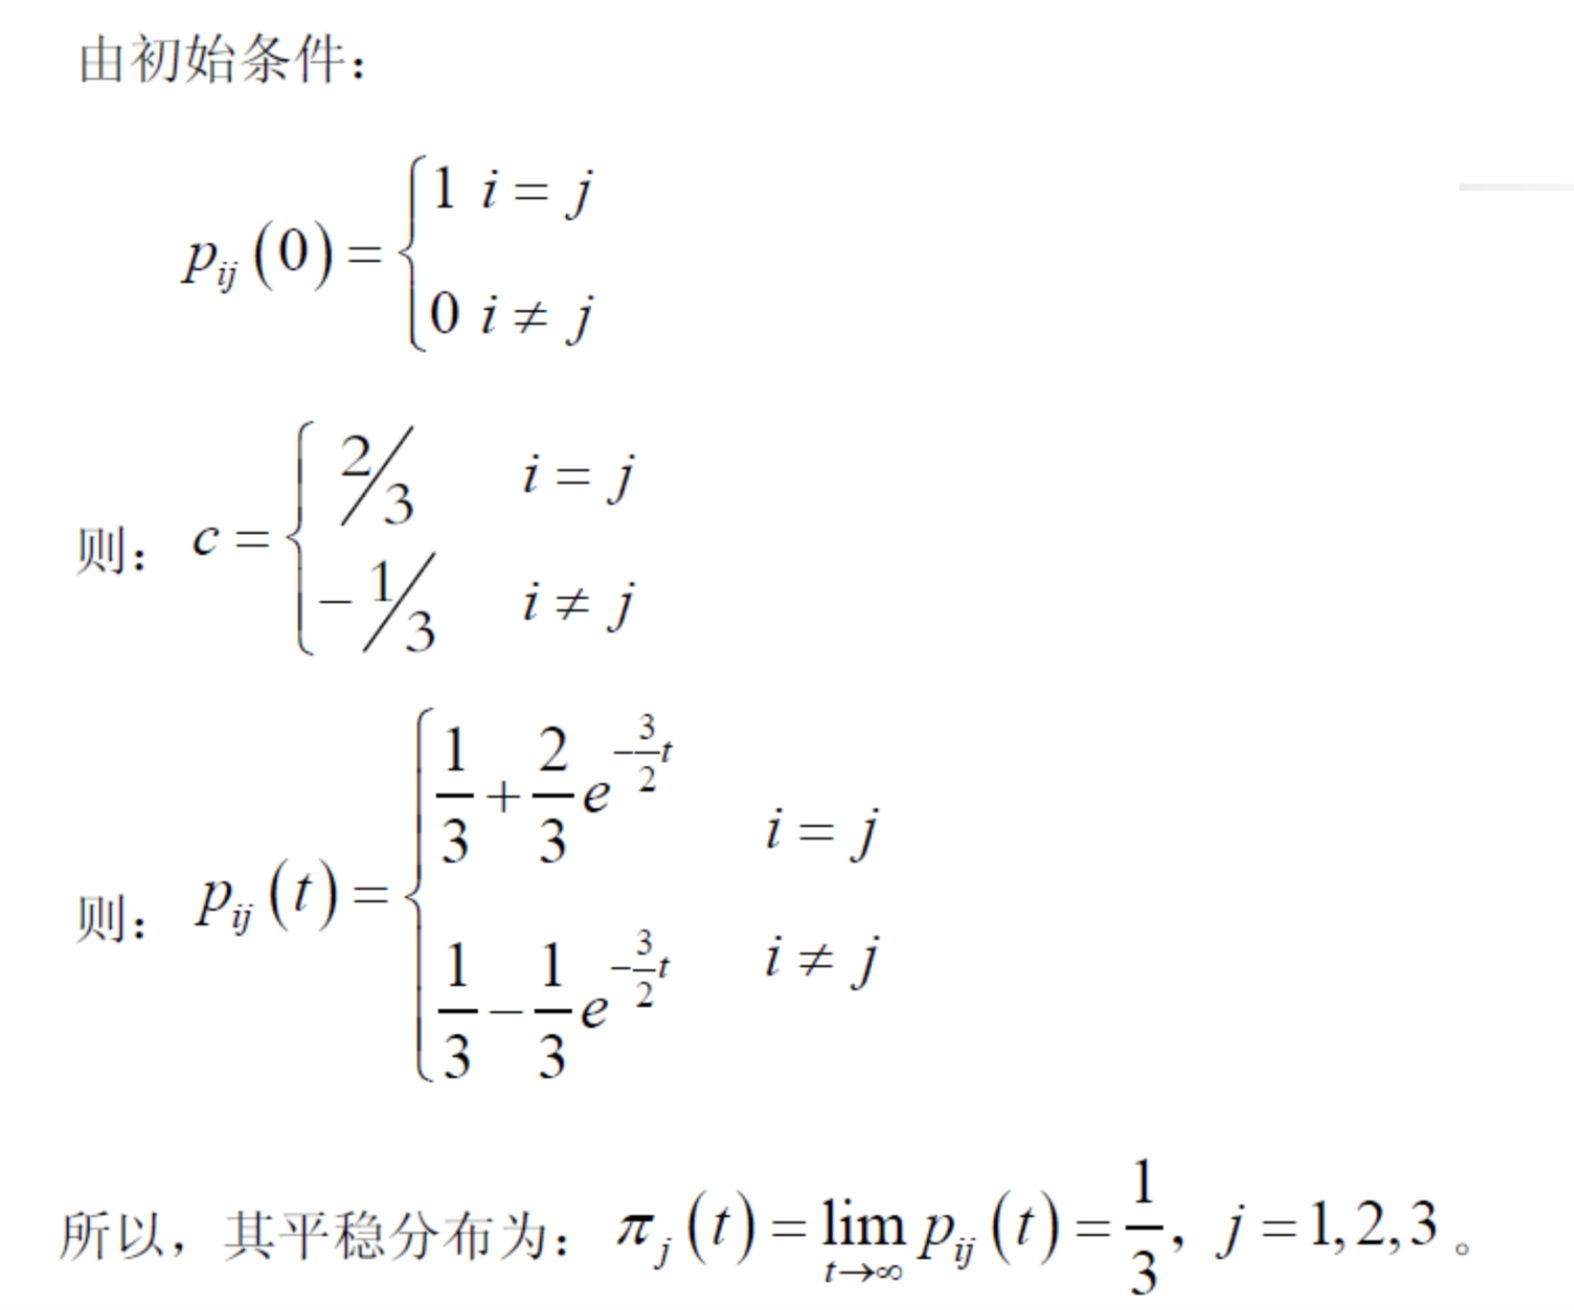 由初始条件：
$p_{ij}(0)=\begin{cases}1 & i=j\\0 & i\neq j\end{cases}$
则： $c=\begin{cases}2/3 & i=j\\-1/3 & i\neq j\end{cases}$
则： $p_{ij}(t)=\begin{cases}\frac{1}{3}+\frac{2}{3}e^{-\frac{3}{2}t} & i=j\\\frac{1}{3}-\frac{1}{3}e^{-\frac{3}{2}t} & i\neq j\end{cases}$
所以，其平稳分布为： $\pi_j(t)=\lim_{t\to\infty}p_{ij}(t)=\frac{1}{3},\ j=1,2,3$。